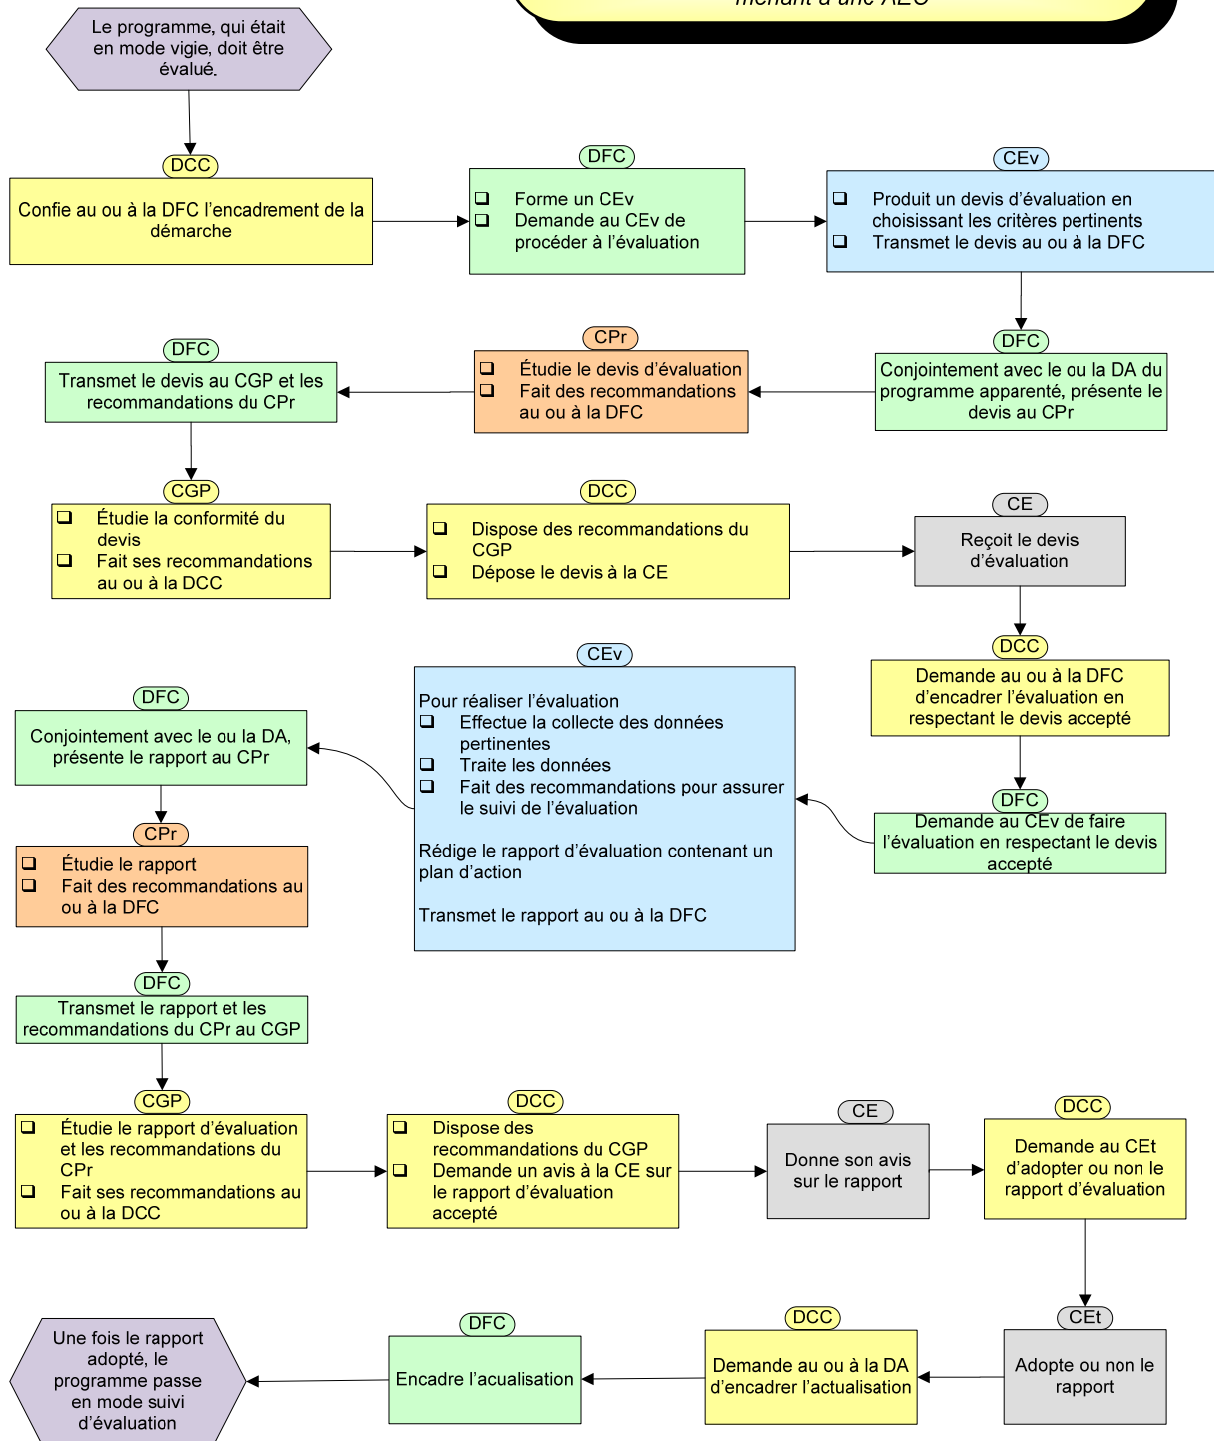 menant à une AEC
Le programme, qui était
en mode vigie, doit être
évalué.
DCC
Confie au ou à la DFC l’encadrement de la
démarche
DFC
❑ Forme un CEv
❑ Demande au CEv de
procéder à l’évaluation
CEv
❑ Produit un devis d’évaluation en
choisissant les critères pertinents
❑ Transmet le devis au ou à la DFC
DFC
Conjointement avec le ou la DA du
programme apparenté, présente le
devis au CPr
CPr
❑ Étudie le devis d’évaluation
❑ Fait des recommandations
au ou à la DFC
DFC
Transmet le devis au CGP et les
recommandations du CPr
CGP
❑ Étudie la conformité du
devis
❑ Fait ses recommandations
au ou à la DCC
DCC
❑ Dispose des recommandations du
CGP
❑ Dépose le devis à la CE
CE
Reçoit le devis
d’évaluation
DCC
Demande au ou à la DFC
d’encadrer l’évaluation en
respectant le devis accepté
DFC
Demande au CEv de faire
l’évaluation en respectant le devis
accepté
CEv
Pour réaliser l’évaluation
❑ Effectue la collecte des données
pertinentes
❑ Traite les données
❑ Fait des recommandations pour assurer
le suivi de l’évaluation
Rédige le rapport d’évaluation contenant un
plan d’action
Transmet le rapport au ou à la DFC
DFC
Conjointement avec le ou la DA,
présente le rapport au CPr
CPr
❑ Étudie le rapport
❑ Fait des recommandations au
ou à la DFC
DFC
Transmet le rapport et les
recommandations du CPr au CGP
CGP
❑ Étudie le rapport d’évaluation
et les recommandations du
CPr
❑ Fait ses recommandations au
ou à la DCC
DCC
❑ Dispose des
recommandations du CGP
❑ Demande un avis à la CE sur
le rapport d’évaluation
accepté
CE
Donne son avis
sur le rapport
DCC
Demande au CEt
d’adopter ou non le
rapport d’évaluation
CEt
Adopte ou non le
rapport
DCC
Demande au ou à la DA
d’encadrer l’actualisation
DFC
Encadre l’acualisation
Une fois le rapport
adopté, le
programme passe
en mode suivi
d’évaluation